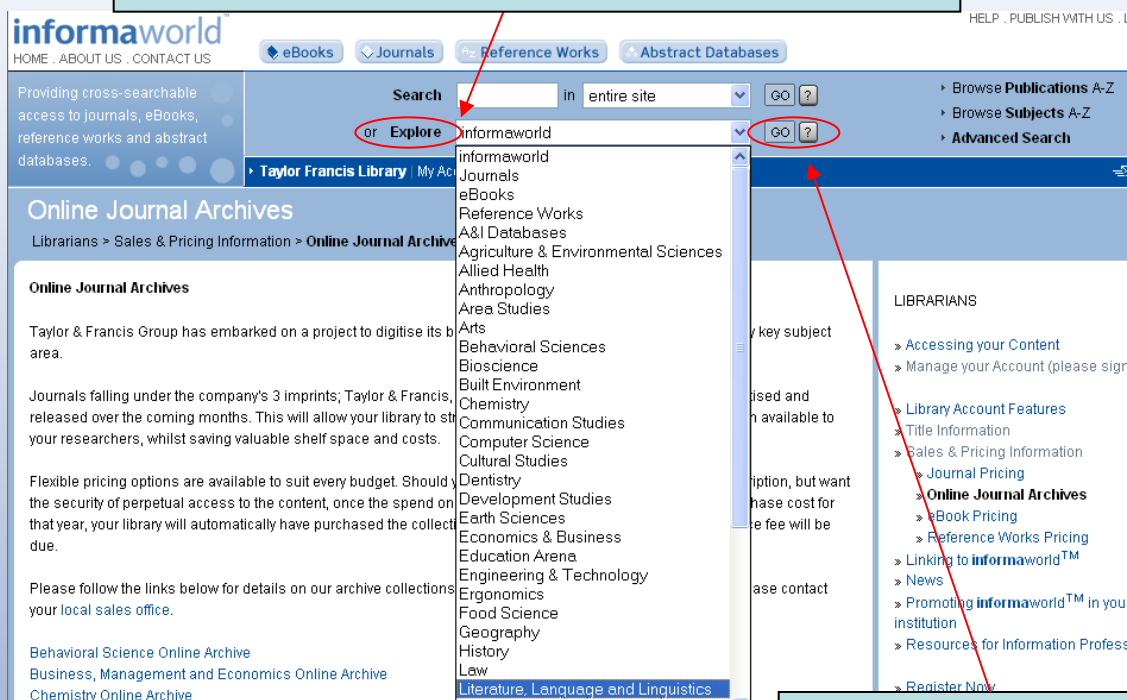 informaworld™
HELP . PUBLISH WITH US .
HOME . ABOUT US . CONTACT US
eBooks
Journals
Reference Works
Abstract Databases
Providing cross-searchable
access to journals, eBooks,
reference works and abstract
databases.
Search in entire site GO ?
or Explore informaworld GO ?
Browse Publications A-Z
Browse Subjects A-Z
Advanced Search
Taylor Francis Library | My
informaworld
Journals
eBooks
Reference Works
A&I Databases
Agriculture & Environmental Sciences
Allied Health
Anthropology
Area Studies
Arts
Behavioral Sciences
Bioscience
Built Environment
Chemistry
Communication Studies
Computer Science
Cultural Studies
Dentistry
Development Studies
Earth Sciences
Economics & Business
Education Arena
Engineering & Technology
Ergonomics
Food Science
Geography
History
Law
Literature, Language and Linguistics
Online Journal Archives
Librarians > Sales & Pricing Information > Online Journal Archive
Online Journal Archives
Taylor & Francis Group has embarked on a project to digitise its key subject
area.
Journals falling under the company's 3 imprints; Taylor & Francis, and
released over the coming months. This will allow your library to available to
your researchers, whilst saving valuable shelf space and costs.
Flexible pricing options are available to suit every budget. Should but want
the security of perpetual access to the content, once the spend on cost for
that year, your library will automatically have purchased the fee will be
due.
Please follow the links below for details on our archive collections contact
your local sales office.
Behavioral Science Online Archive
Business, Management and Economics Online Archive
Chemistry Online Archive
LIBRARIANS
» Accessing your Content
» Manage your Account (please sign
» Library Account Features
» Title Information
» Sales & Pricing Information
» Journal Pricing
» Online Journal Archives
» eBook Pricing
» Reference Works Pricing
» Linking to informaworld™
» News
» Promoting informaworld™ in you
institution
» Resources for Information
» Register Now